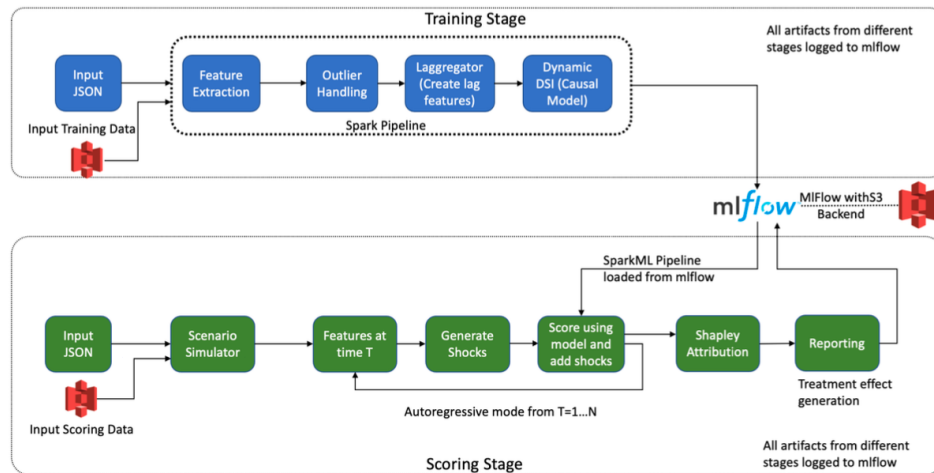 Training Stage
All artifacts from different
stages logged to mlflow
Input
JSON
Feature
Extraction
Outlier
Handling
Laggregator
(Create lag
features)
Dynamic
DSI (Causal
Model)
Input Training Data
Spark Pipeline
mlflow
MlFlow withS3
Backend
SparkML Pipeline
loaded from mlflow
Input
JSON
Scenario
Simulator
Features at
time T
Generate
Shocks
Score using
model and
add shocks
Shapley
Attribution
Reporting
Treatment effect
generation
Autoregressive mode from T=1...N
Input Scoring Data
All artifacts from different
stages logged to mlflow
Scoring Stage